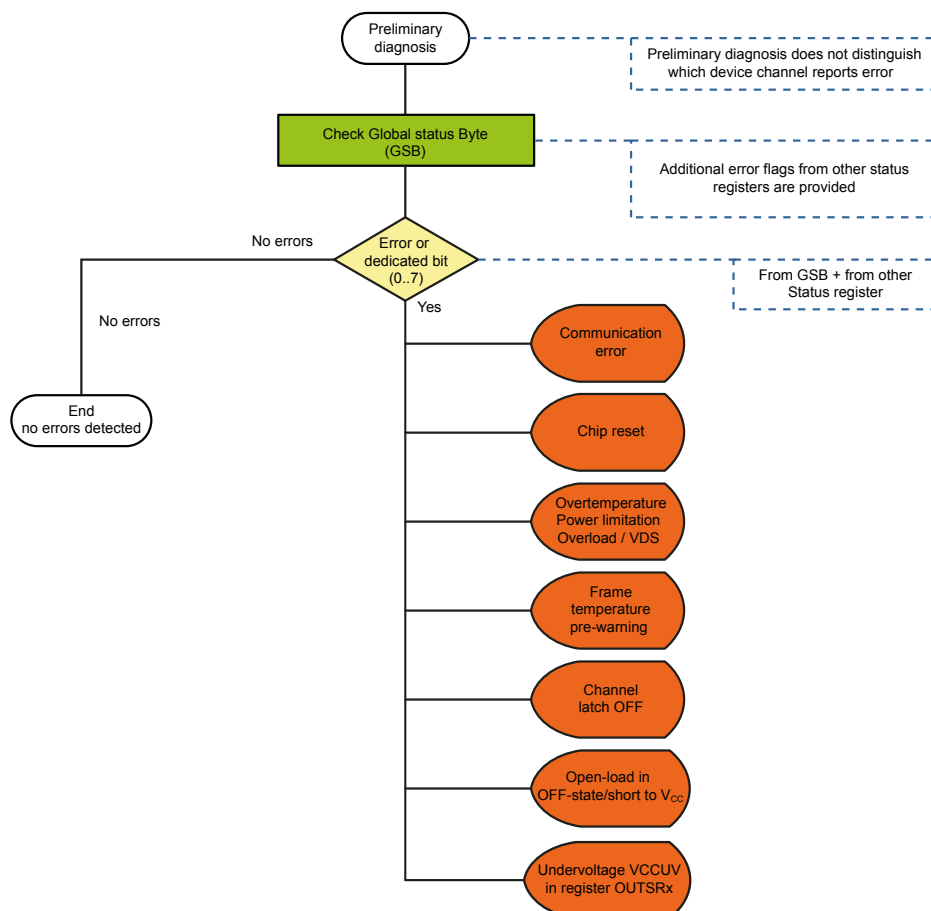 Preliminary
diagnosis
Preliminary diagnosis does not distinguish
which device channel reports error
Check Global status Byte
(GSB)
Additional error flags from other status
registers are provided
No errors
Error or
dedicated bit
(0..7)
From GSB + from other
Status register
Yes
No errors
Communication
error
End
no errors detected
Chip reset
Overtemperature
Power limitation
Overload / VDS
Frame
temperature
pre-warning
Channel
latch OFF
Open-load in
OFF-state/short to VCC
Undervoltage VCCUV
in register OUTSRx